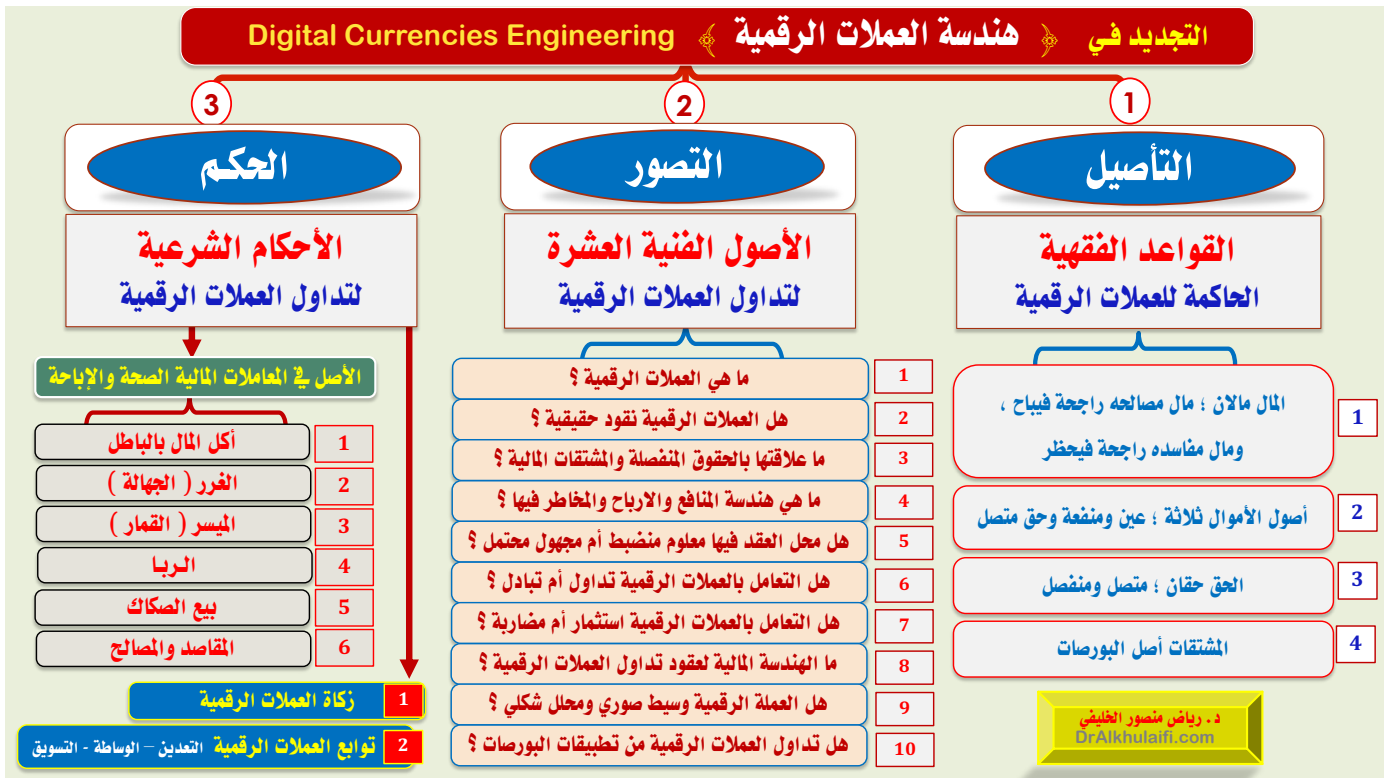 التجديد في ﴿ هندسة العملات الرقمية ﴾ Digital Currencies Engineering
1
التأصيل
القواعد الفقهية
الحاكمة للعملات الرقمية
1
المال مالان ؛ مال مصالحه راجحة فيباح ،
ومال مفاسده راجحة فيحظر
2
أصول الأموال ثلاثة ؛ عين ومنفعة وحق متصل
3
الحق حقان ؛ متصل ومنفصل
4
المشتقات أصل البورصات
د. رياض منصور الخليفي
DrAlkhulaifi.com
2
التصور
الأصول الفنية العشرة
لتداول العملات الرقمية
1
ما هي العملات الرقمية ؟
2
هل العملات الرقمية نقود حقيقية ؟
3
ما علاقتها بالحقوق المنفصلة والمشتقات المالية ؟
4
ما هي هندسة المنافع والارباح والمخاطر فيها ؟
5
هل محل العقد فيها معلوم منضبط أم مجهول محتمل ؟
6
هل التعامل بالعملات الرقمية تداول أم تبادل ؟
7
هل التعامل بالعملات الرقمية استثمار أم مضاربة ؟
8
ما الهندسة المالية لعقود تداول العملات الرقمية ؟
9
هل العملة الرقمية وسيط صوري ومحلل شكلي ؟
10
هل تداول العملات الرقمية من تطبيقات البورصات ؟
3
الحكم
الأحكام الشرعية
لتداول العملات الرقمية
الأصل في المعاملات المالية الصحة والإباحة
1
أكل المال بالباطل
2
الغرر ( الجهالة )
3
الميسر ( القمار )
4
الربا
5
بيع الصكاك
6
المقاصد والمصالح
1
زكاة العملات الرقمية
2
توابع العملات الرقمية التعدين – الوساطة - التسويق